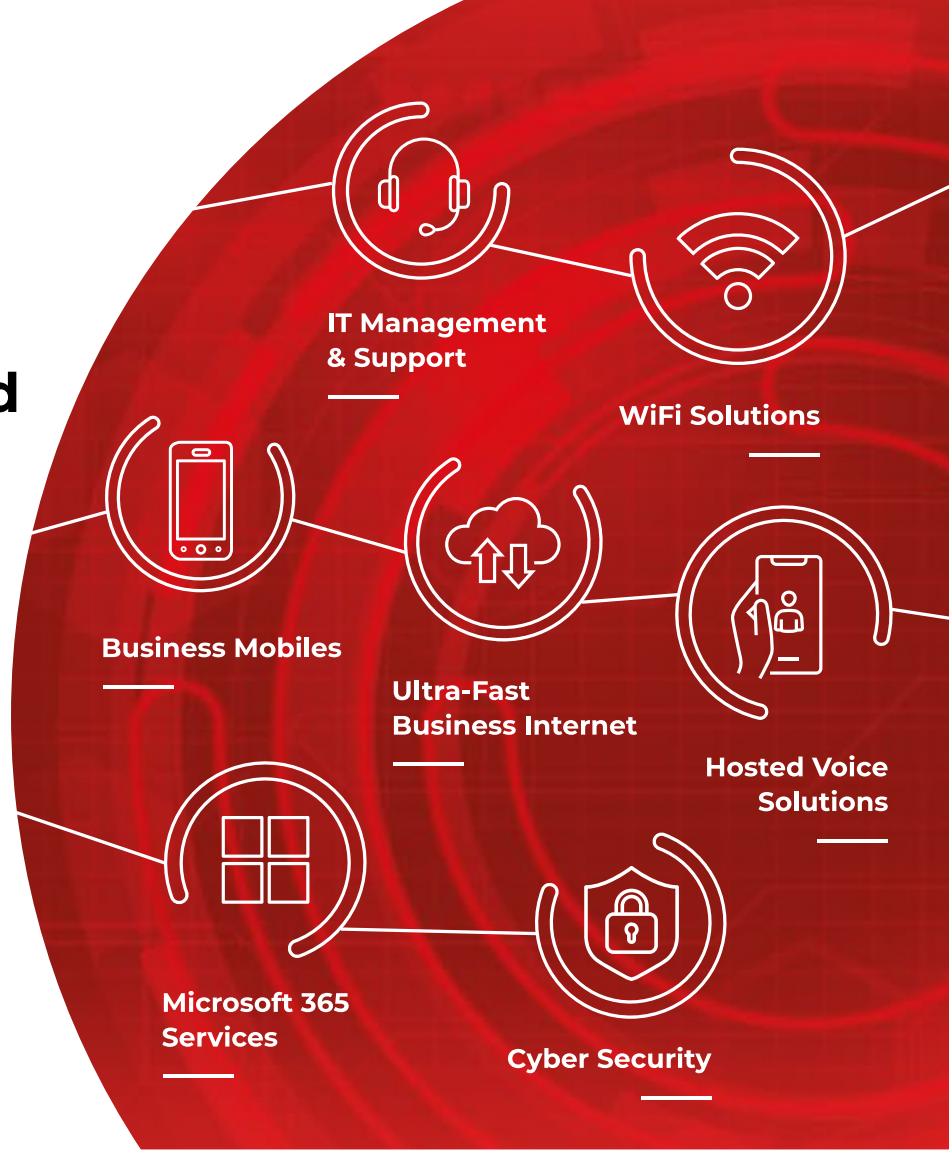 IT Management
& Support
WiFi Solutions
d
Business Mobiles
Ultra-Fast
Business Internet
Hosted Voice
Solutions
Microsoft 365
Services
Cyber Security